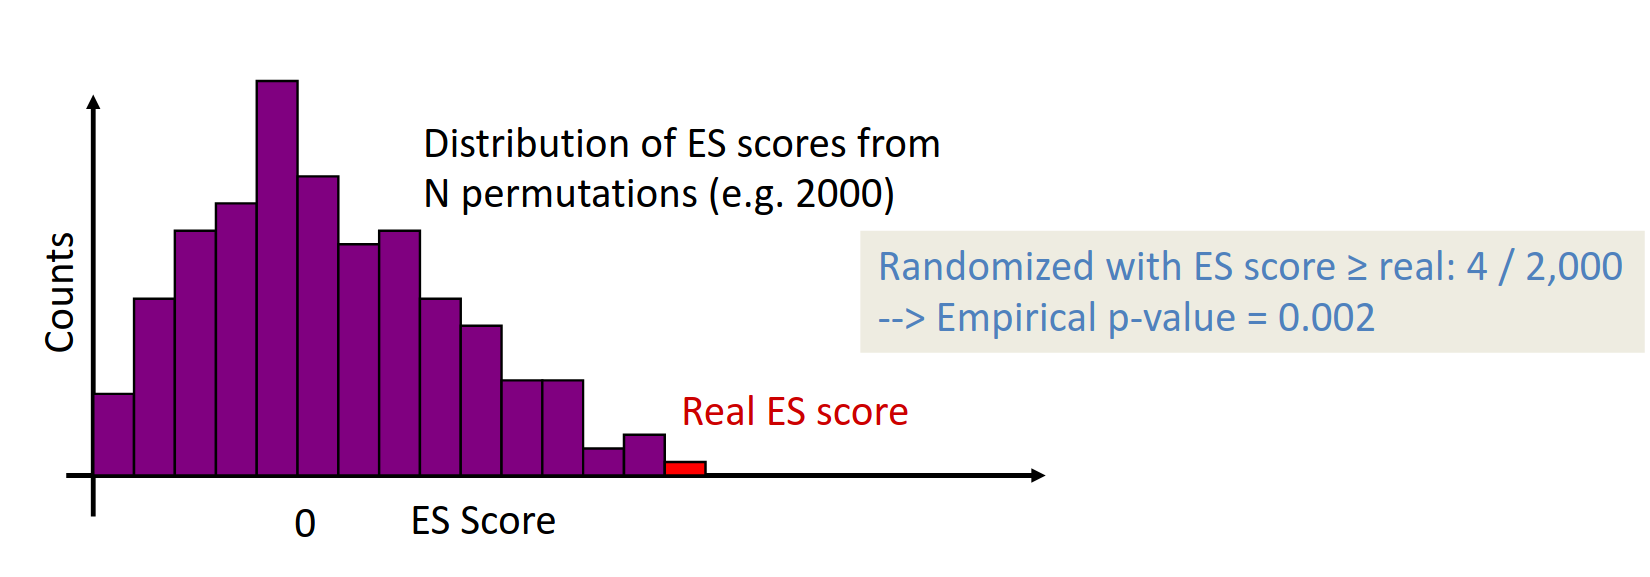 Distribution of ES scores from
N permutations (e.g. 2000)
Counts
Randomized with ES score ≥ real: 4 / 2,000
--> Empirical p-value = 0.002
Real ES score
0
ES Score